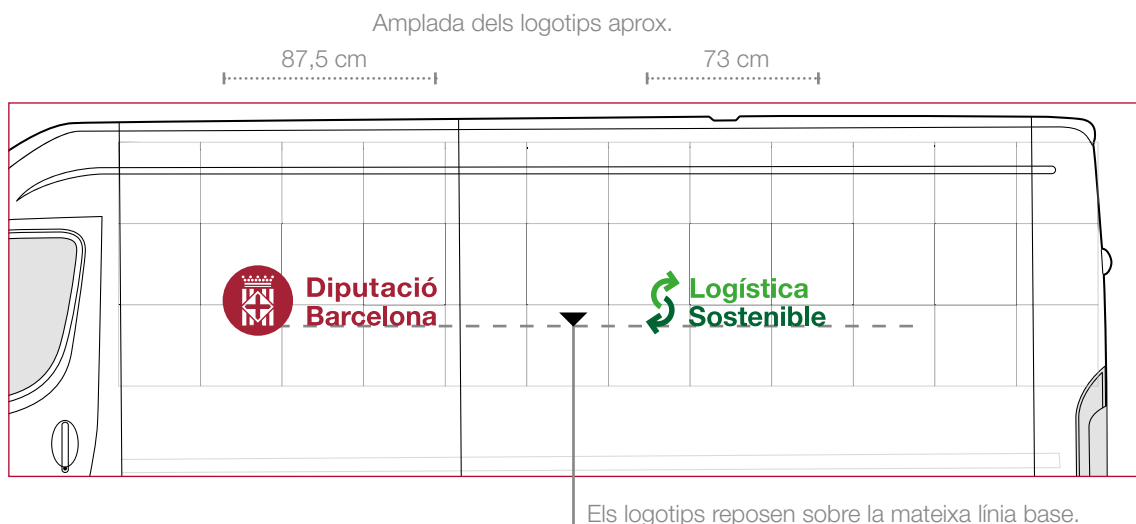 Amplada dels logotips aprox.
87,5 cm
73 cm
Diputació
Barcelona
Logística
Sostenible
Els logotips reposen sobre la mateixa línia base.